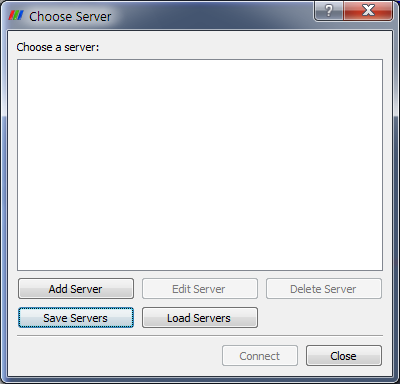 Choose Server
Choose a server:
Add Server
Edit Server
Delete Server
Save Servers
Load Servers
Connect
Close